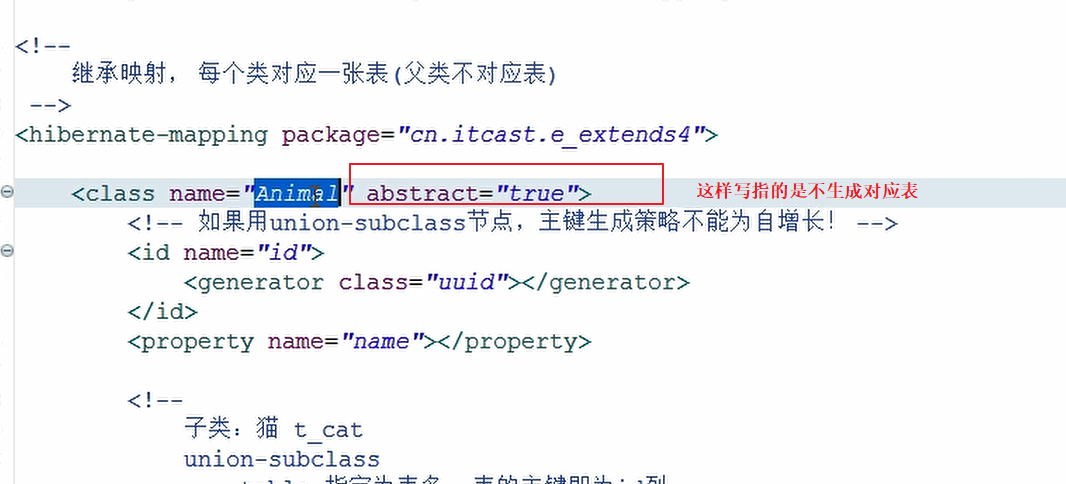 <!--
继承映射, 每个类对应一张表(父类不对应表)
-->
<hibernate-mapping package="cn.itcast.e_extends4">
<class name="Animal" abstract="true"> 这样写指的是不生成对应表
<!-- 如果用union-subclass节点，主键生成策略不能为自增长! -->
<id name="id">
<generator class="uuid"></generator>
</id>
<property name="name"></property>
<!--
子类：猫 t_cat
union-subclass